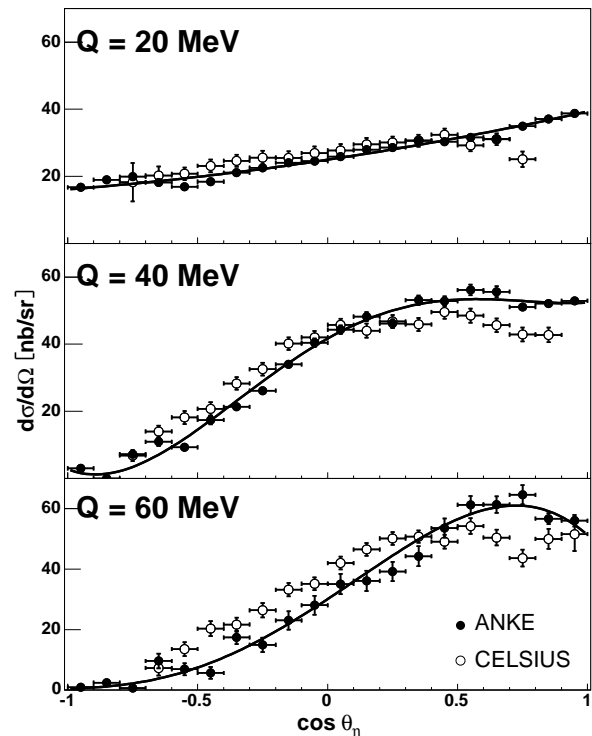 Q = 20 MeV
60
40
20
Q = 40 MeV
60
40
20
dσ/dΩ [nb/sr]
Q = 60 MeV
60
40
20
0
ANKE
CELSIUS
-1 -0.5 0 0.5 1
cos θη